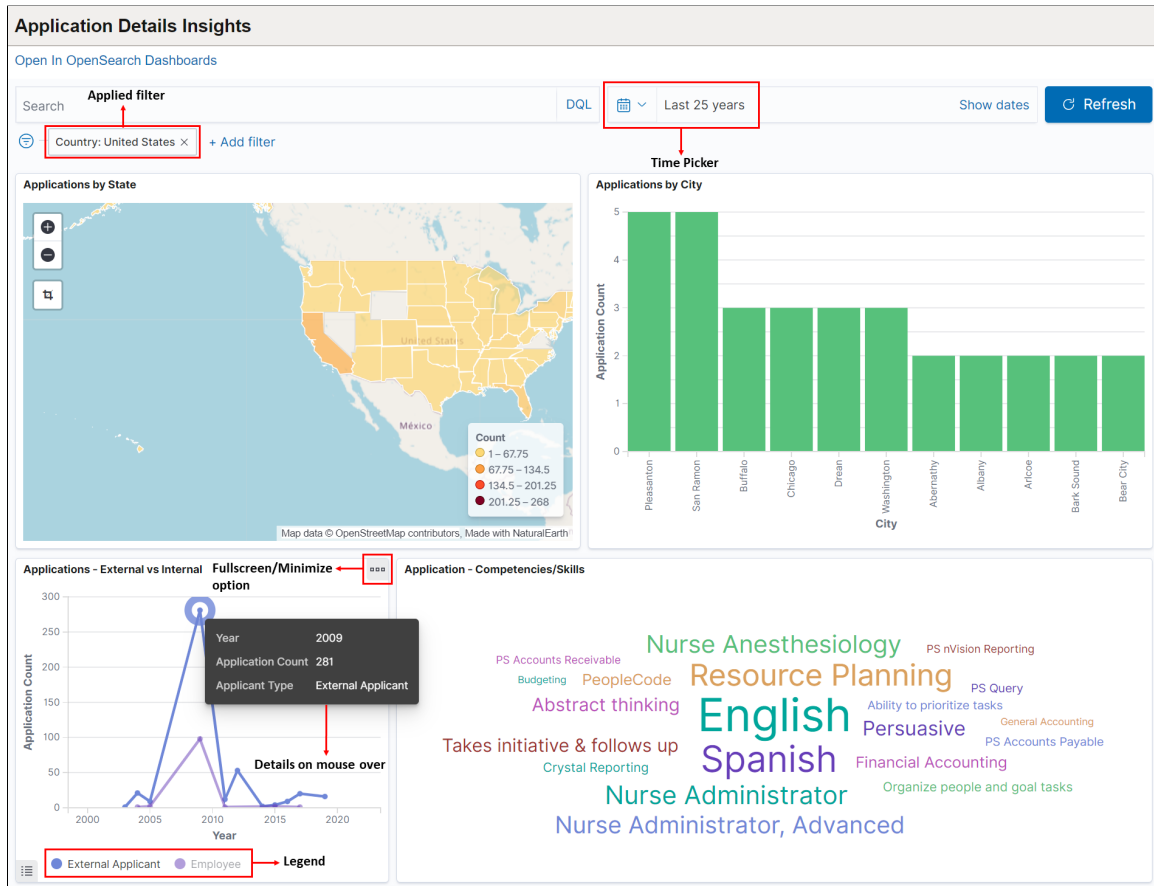 Application Details Insights
Open In OpenSearch Dashboards
Applied filter
Search
DQL
Last 25 years
Show dates
Refresh
Country: United States ×
+ Add filter
Time Picker
Applications by State
United States
México
Count
1 – 67.75
67.75 – 134.5
134.5 – 201.25
201.25 – 268
Map data © OpenStreetMap contributors, Made with NaturalEarth
Applications by City
Application Count
5
4
3
2
1
0
Pleasanton
San Ramon
Buffalo
Chicago
Drean
Washington
Abernathy
Albany
Arlcoe
Bark Sound
Bear City
City
Applications - External vs Internal
Fullscreen/Minimize
option
Application Count
300
250
200
150
100
50
0
Year 2009
Application Count 281
Applicant Type External Applicant
Details on mouse over
2000
2005
2010
2015
2020
Year
External Applicant
Employee
Legend
Application - Competencies/Skills
Nurse Anesthesiology
PS nVision Reporting
PS Accounts Receivable
Budgeting
PeopleCode
Resource Planning
PS Query
Abstract thinking
English
Ability to prioritize tasks
Persuasive
General Accounting
Takes initiative & follows up
Spanish
PS Accounts Payable
Crystal Reporting
Financial Accounting
Nurse Administrator
Organize people and goal tasks
Nurse Administrator, Advanced